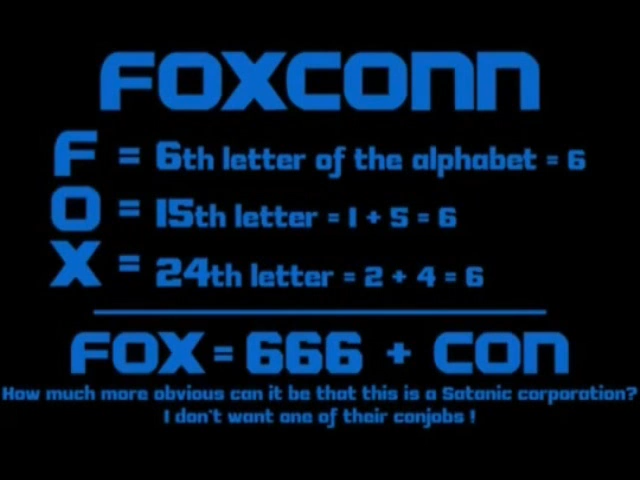 FOXCONN
F = 6th letter of the alphabet = 6
O = 15th letter = 1 + 5 = 6
X = 24th letter = 2 + 4 = 6
FOX = 666 + CON
How much more obvious can it be that this is a Satanic corporation?
I don't want one of their conjobs !